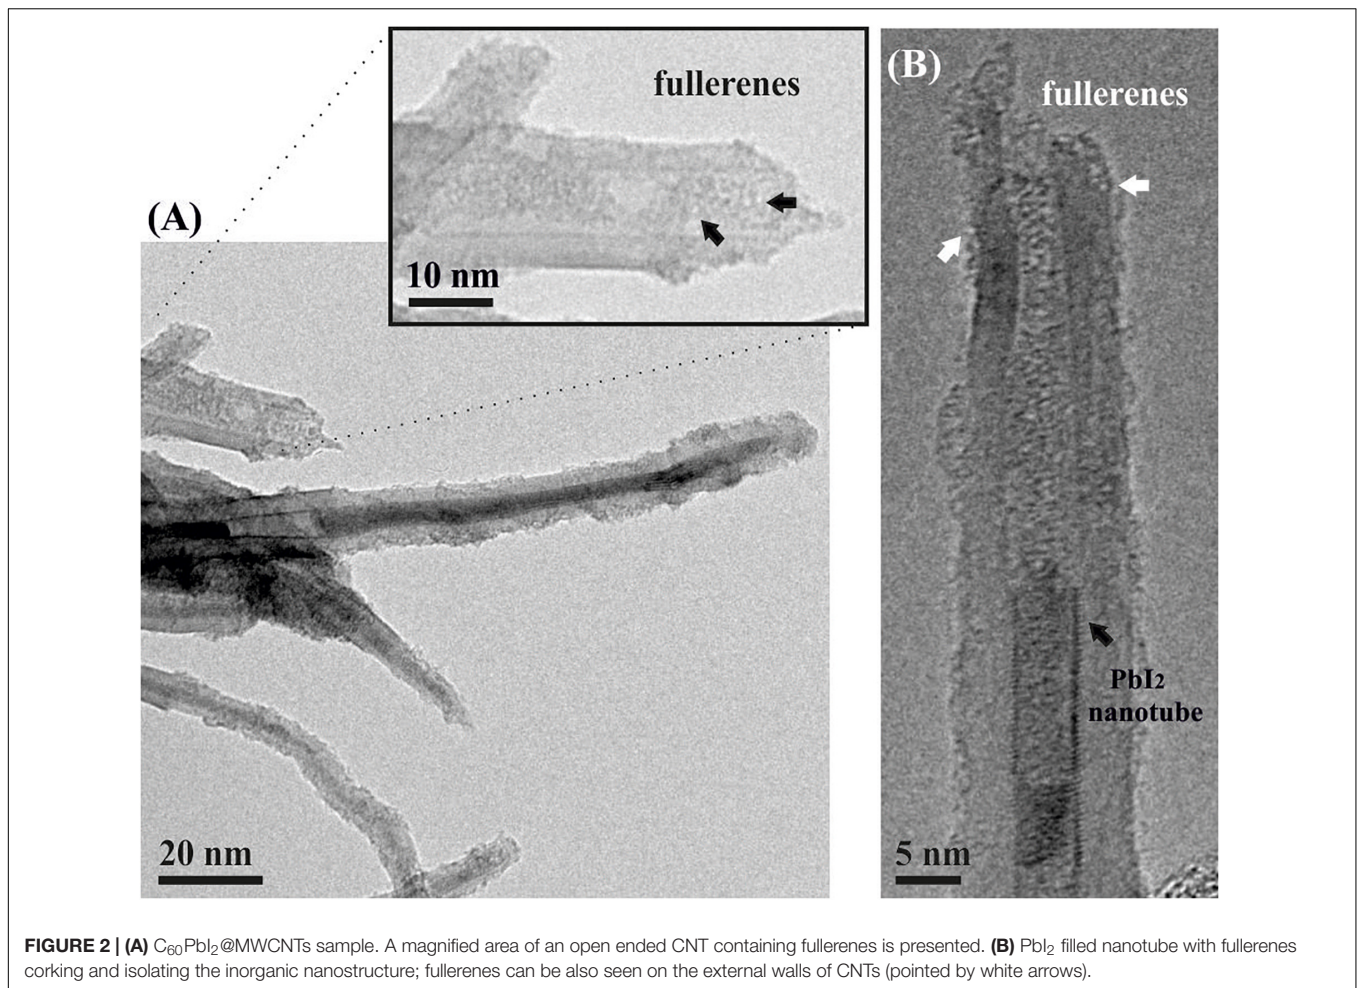 fullerenes
(A)
10 nm
20 nm
(B)
fullerenes
PbI₂
nanotube
5 nm
FIGURE 2 | (A) C₆₀PbI₂@MWCNTs sample. A magnified area of an open ended CNT containing fullerenes is presented. (B) PbI₂ filled nanotube with fullerenes
corking and isolating the inorganic nanostructure; fullerenes can be also seen on the external walls of CNTs (pointed by white arrows).